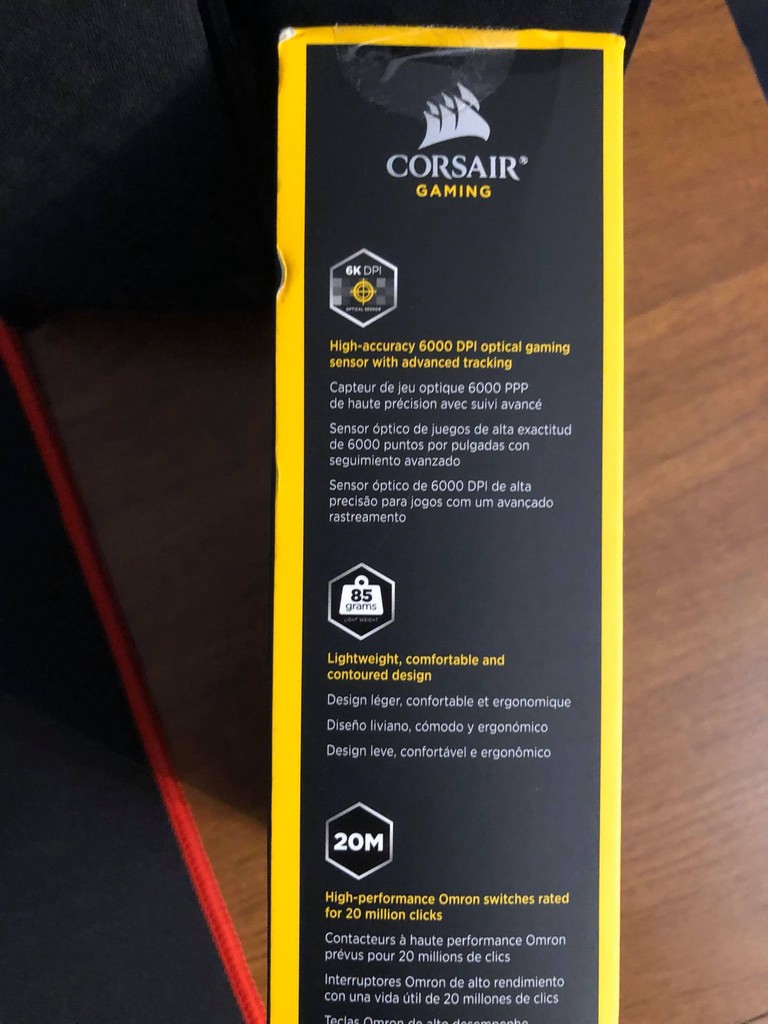 CORSAIR®
GAMING
6K DPI
OPTICAL SENSOR
High-accuracy 6000 DPI optical gaming
sensor with advanced tracking
Capteur de jeu optique 6000 PPP
de haute précision avec suivi avancé
Sensor óptico de juegos de alta exactitud
de 6000 puntos por pulgadas con
seguimiento avanzado
Sensor óptico de 6000 DPI de alta
precisão para jogos com um avançado
rastreamento
85
grams
LIGHT WEIGHT
Lightweight, comfortable and
contoured design
Design léger, confortable et ergonomique
Diseño liviano, cómodo y ergonómico
Design leve, confortável e ergonômico
20M
High-performance Omron switches rated
for 20 million clicks
Contacteurs à haute performance Omron
prévus pour 20 millions de clics
Interruptores Omron de alto rendimiento
con una vida útil de 20 millones de clics
Teclas Omron de alto desempenho